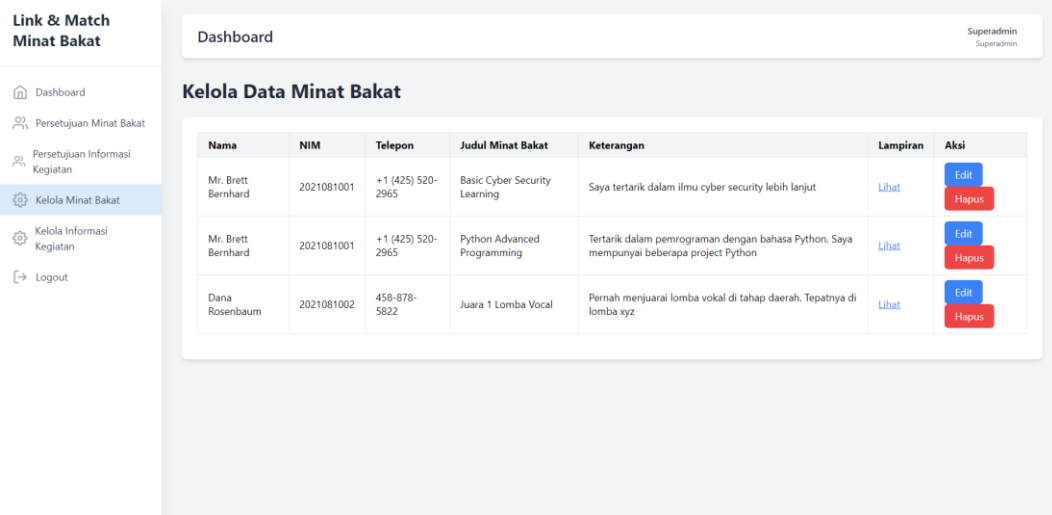 Link & Match
Minat Bakat
Dashboard
Persetujuan Minat Bakat
Persetujuan Informasi
Kegiatan
Kelola Minat Bakat
Kelola Informasi
Kegiatan
Logout
Dashboard
Superadmin
Superadmin
Kelola Data Minat Bakat
Nama NIM Telepon Judul Minat Bakat Keterangan Lampiran Aksi
Mr. Brett
Bernhard
2021081001
+1 (425) 520-
2965
Basic Cyber Security
Learning
Saya tertarik dalam ilmu cyber security lebih lanjut
Lihat
Edit
Hapus
Mr. Brett
Bernhard
2021081001
+1 (425) 520-
2965
Python Advanced
Programming
Tertarik dalam pemrograman dengan bahasa Python. Saya
mempunyai beberapa project Python
Lihat
Edit
Hapus
Dana
Rosenbaum
2021081002
458-878-
5822
Juara 1 Lomba Vocal
Pernah menjuarai lomba vokal di tahap daerah. Tepatnya di
lomba xyz
Lihat
Edit
Hapus